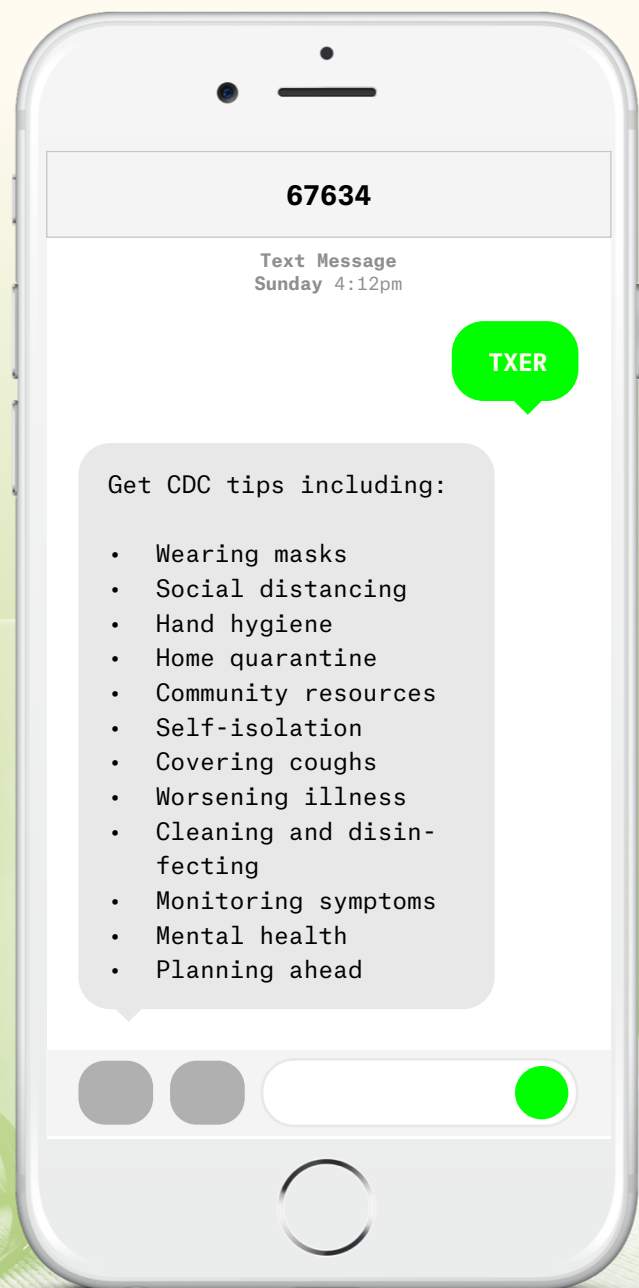 67634
Text Message
Sunday 4:12pm
TXER
Get CDC tips including:
• Wearing masks
• Social distancing
• Hand hygiene
• Home quarantine
• Community resources
• Self-isolation
• Covering coughs
• Worsening illness
• Cleaning and disin-
fecting
• Monitoring symptoms
• Mental health
• Planning ahead